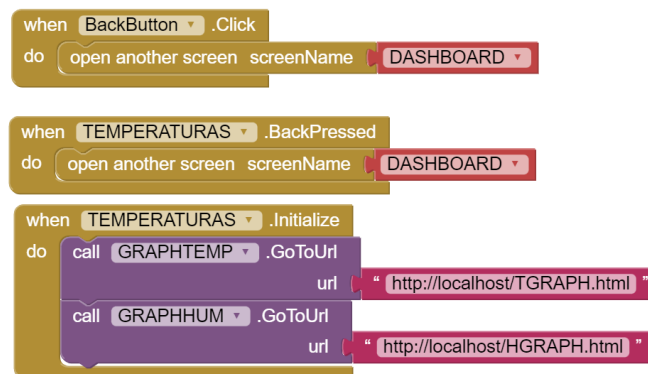 when BackButton .Click
do open another screen screenName DASHBOARD
when TEMPERATURAS .BackPressed
do open another screen screenName DASHBOARD
when TEMPERATURAS .Initialize
do call GRAPHTEMP .GoToUrl
url " http://localhost/TGRAPH.html "
call GRAPHHUM .GoToUrl
url " http://localhost/HGRAPH.html "